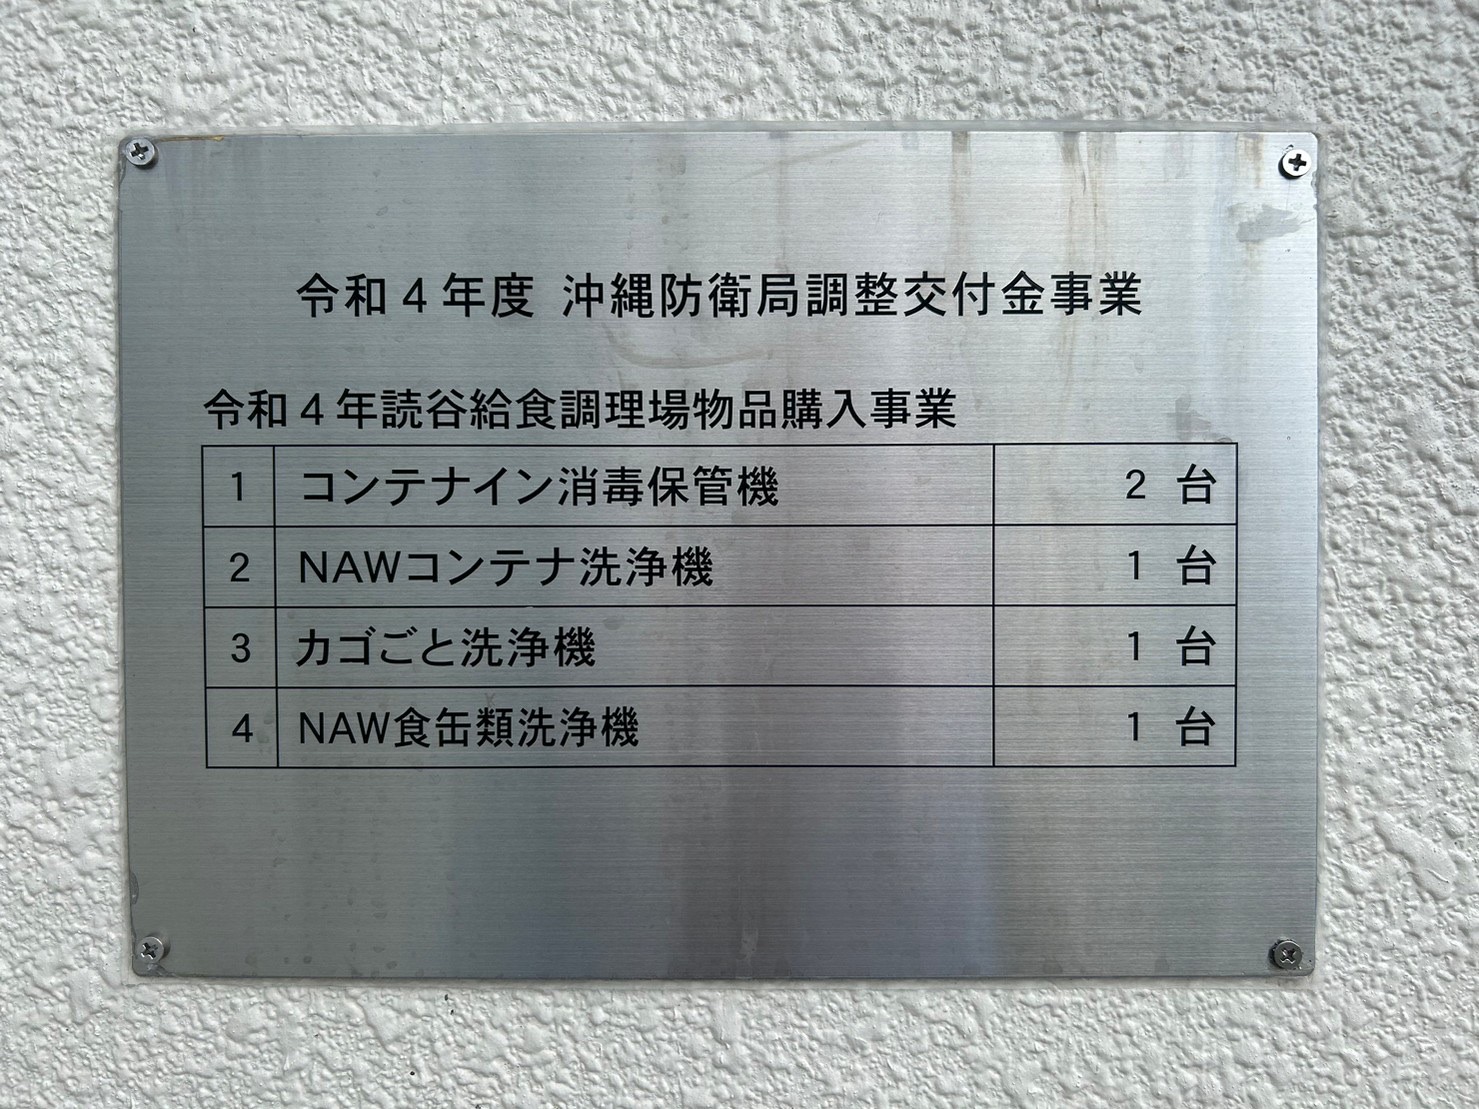 令和４年度 沖縄防衛局調整交付金事業
令和４年読谷給食調理場物品購入事業
1 コンテナイン消毒保管機 2 台
2 NAWコンテナ洗浄機 1 台
3 カゴごと洗浄機 1 台
4 NAW食缶類洗浄機 1 台